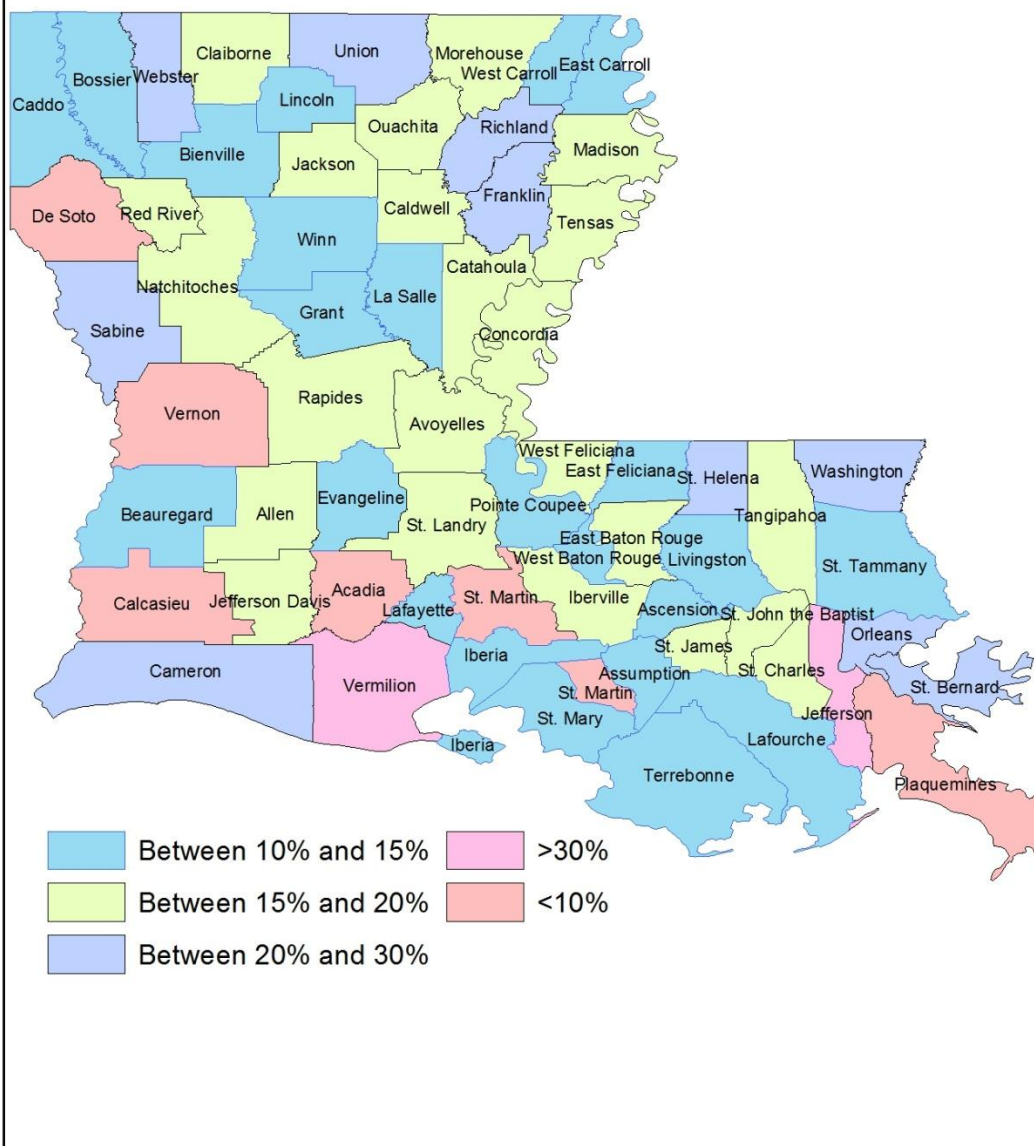 Claiborne
Union
Morehouse
West Carroll
East Carroll
Webster
Bossier
Caddo
Lincoln
Ouachita
Richland
Bienville
Jackson
Madison
Franklin
De Soto
Red River
Caldwell
Tensas
Winn
Catahoula
Natchitoches
Grant
La Salle
Sabine
Concordia
Rapides
Vernon
Avoyelles
West Feliciana
East Feliciana
St. Helena
Washington
Evangeline
Pointe Coupee
Beauregard
Allen
St. Landry
Tangipahoa
East Baton Rouge
West Baton Rouge
Livingston
St. Tammany
Calcasieu
Jefferson Davis
Acadia
Lafayette
St. Martin
Iberville
Ascension
St. John the Baptist
Orleans
Iberia
St. James
Cameron
Vermilion
Assumption
St. Charles
St. Martin
St. Bernard
St. Mary
Jefferson
Iberia
Lafourche
Terrebonne
Plaquemines
Between 10% and 15%
>30%
Between 15% and 20%
<10%
Between 20% and 30%